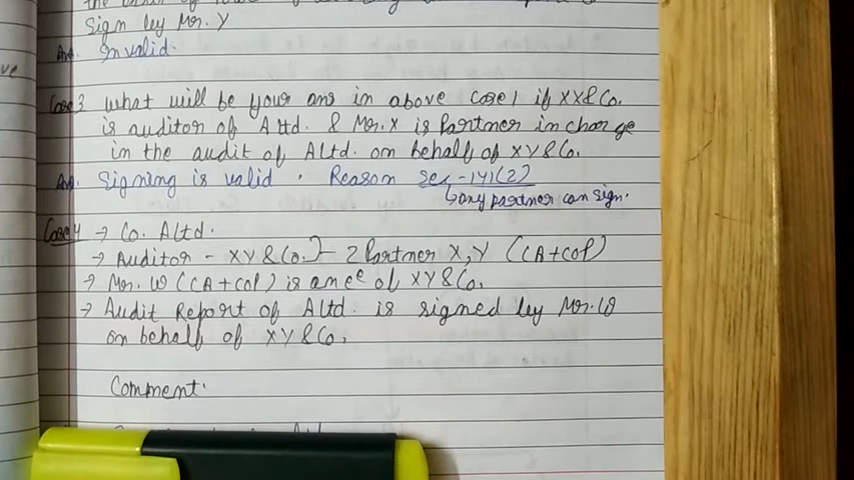 Sign ley Mr. Y
Ans. Invalid.
ve
Case 3 What will be your ans in above case 1 if XX & Co.
is auditor of A Ltd. & Mr. X is Partner in charge
in the audit of A Ltd. on behalf of XY & Co.
Ans. Signing is valid. Reason sec -141(2)
↳ any partner can sign.
Case 4 → Co. A Ltd.
→ Auditor - XY & Co. - 2 Partner X, Y (CA+COP)
→ Mr. W (CA+COP) is an ee of XY & Co.
→ Audit Report of A Ltd. is signed ley Mr. W
on behalf of XY & Co.
Comment.